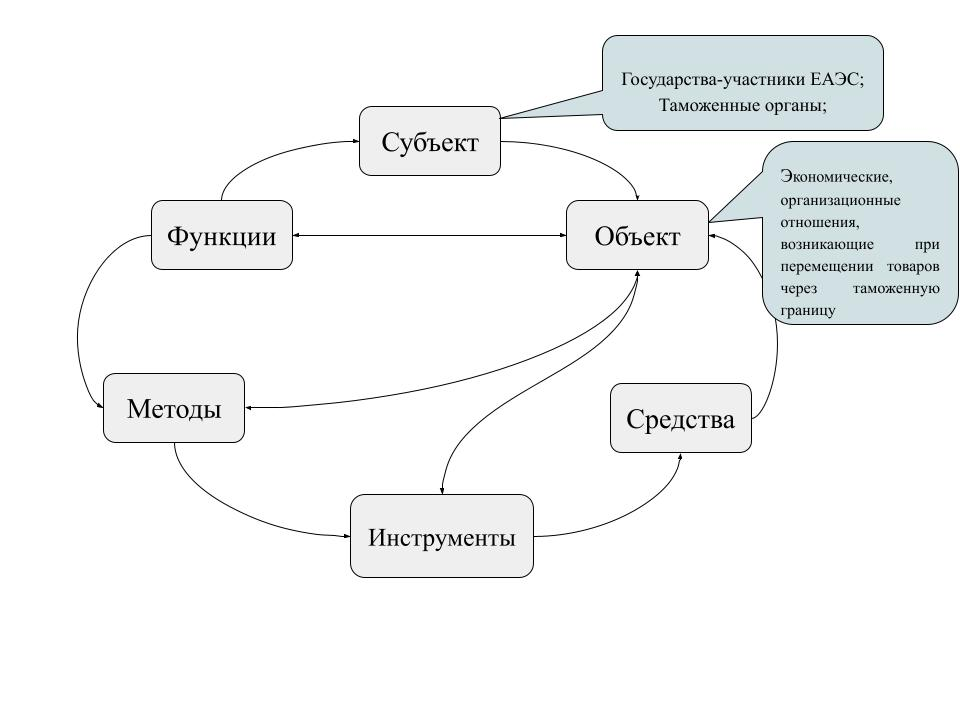 Государства-участники ЕАЭС;
Таможенные органы;
Субъект
Экономические,
организационные
отношения,
возникающие при
перемещении товаров
через таможенную
границу
Функции
Объект
Методы
Средства
Инструменты